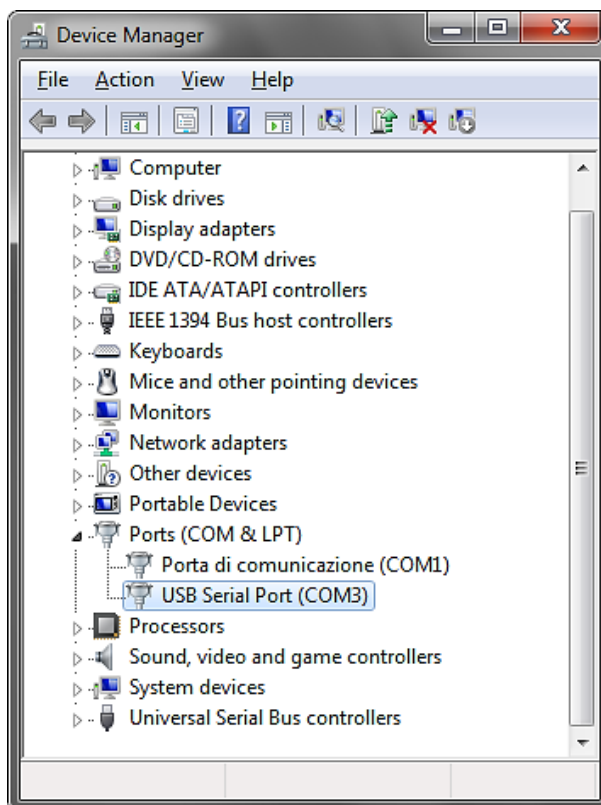 Device Manager
File Action View Help
Computer
Disk drives
Display adapters
DVD/CD-ROM drives
IDE ATA/ATAPI controllers
IEEE 1394 Bus host controllers
Keyboards
Mice and other pointing devices
Monitors
Network adapters
Other devices
Portable Devices
Ports (COM & LPT)
Porta di comunicazione (COM1)
USB Serial Port (COM3)
Processors
Sound, video and game controllers
System devices
Universal Serial Bus controllers